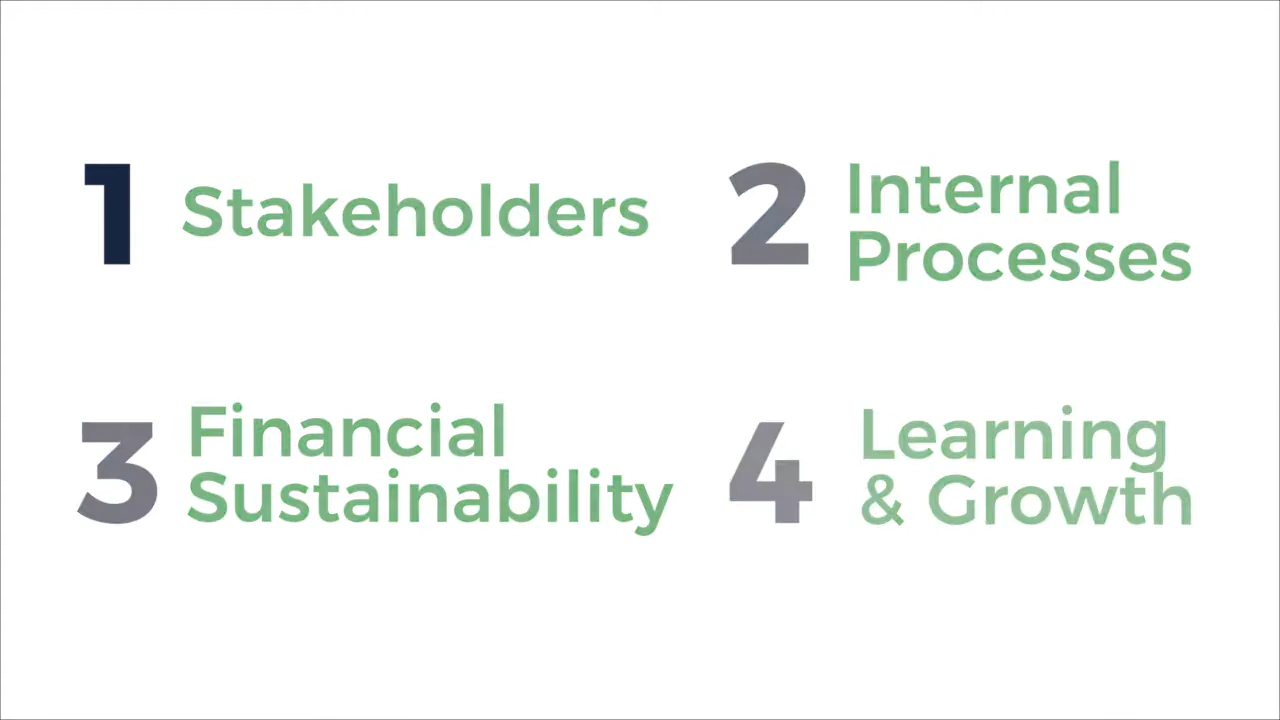 1 Stakeholders
2 Internal
Processes
3 Financial
Sustainability
4 Learning
& Growth